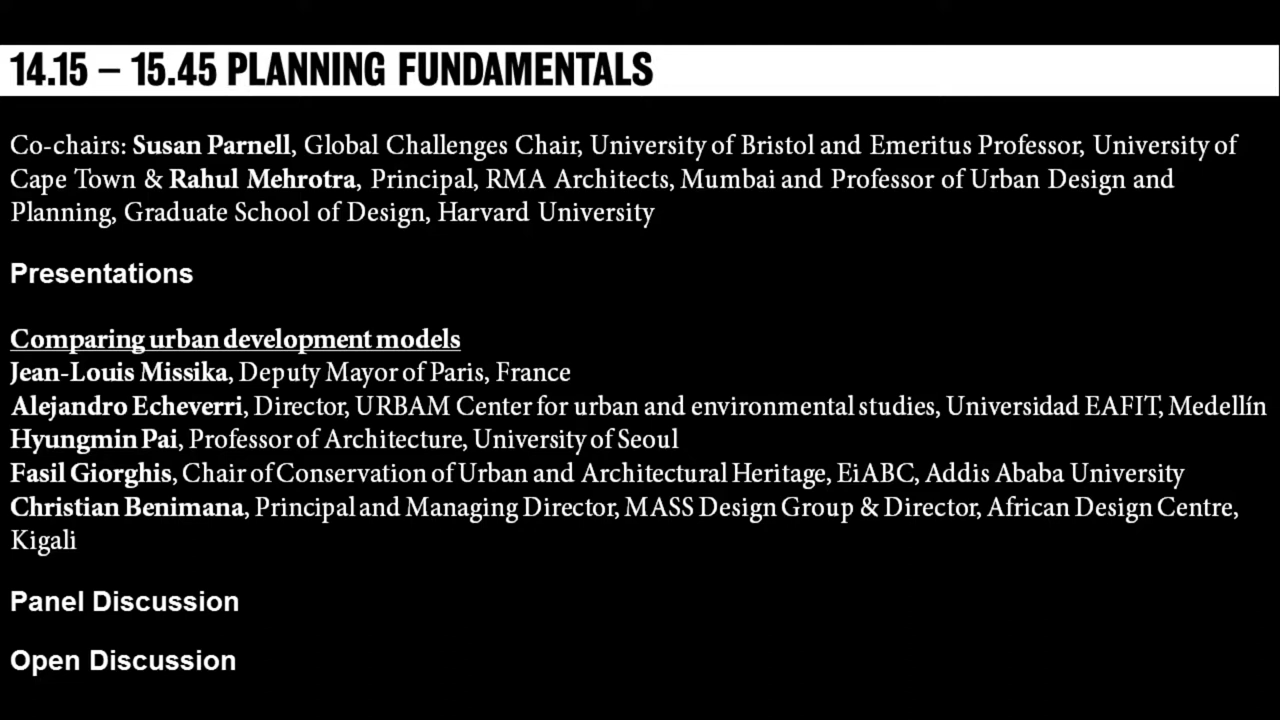 14.15 – 15.45 PLANNING FUNDAMENTALS
Co-chairs: Susan Parnell, Global Challenges Chair, University of Bristol and Emeritus Professor, University of
Cape Town & Rahul Mehrotra, Principal, RMA Architects, Mumbai and Professor of Urban Design and
Planning, Graduate School of Design, Harvard University
Presentations
Comparing urban development models
Jean-Louis Missika, Deputy Mayor of Paris, France
Alejandro Echeverri, Director, URBAM Center for urban and environmental studies, Universidad EAFIT, Medellín
Hyungmin Pai, Professor of Architecture, University of Seoul
Fasil Giorghis, Chair of Conservation of Urban and Architectural Heritage, EiABC, Addis Ababa University
Christian Benimana, Principal and Managing Director, MASS Design Group & Director, African Design Centre,
Kigali
Panel Discussion
Open Discussion